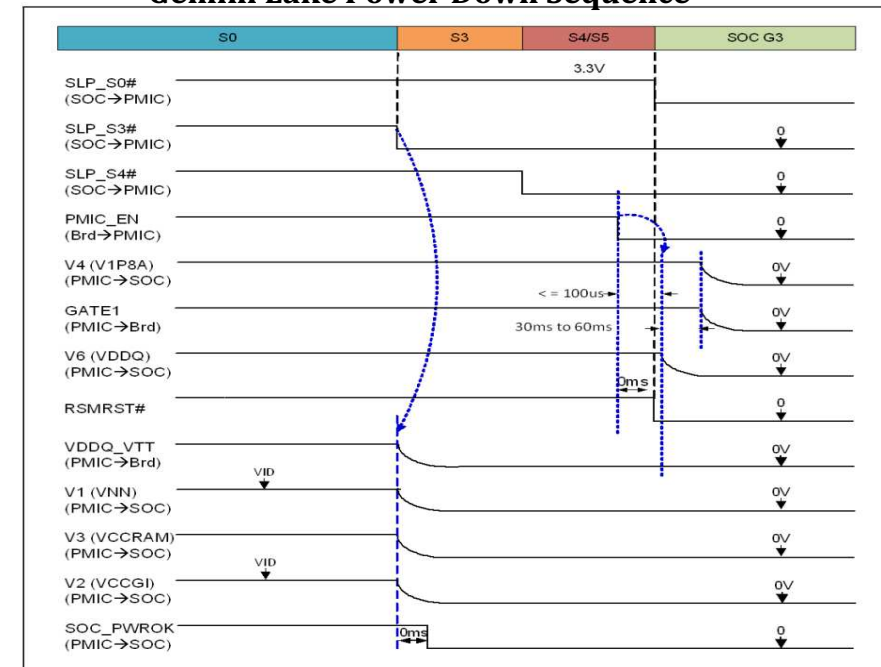 Gemini Lake Power Down Sequence
S0 S3 S4/S5 SOC G3
3.3V
SLP_S0#
(SOC→PMIC)
SLP_S3#
(SOC→PMIC)
0
SLP_S4#
(SOC→PMIC)
0
PMIC_EN
(Brd→PMIC)
0
V4 (V1P8A)
(PMIC→SOC)
0V
< = 100us
GATE1
(PMIC→Brd)
0V
30ms to 60ms
V6 (VDDQ)
(PMIC→SOC)
0V
0ms
RSMRST#
0
VDDQ_VTT
(PMIC→Brd)
0V
VID
V1 (VNN)
(PMIC→SOC)
0V
V3 (VCCRAM)
(PMIC→SOC)
0V
VID
V2 (VCCGI)
(PMIC→SOC)
0V
SOC_PWROK
(PMIC→SOC)
0ms
0